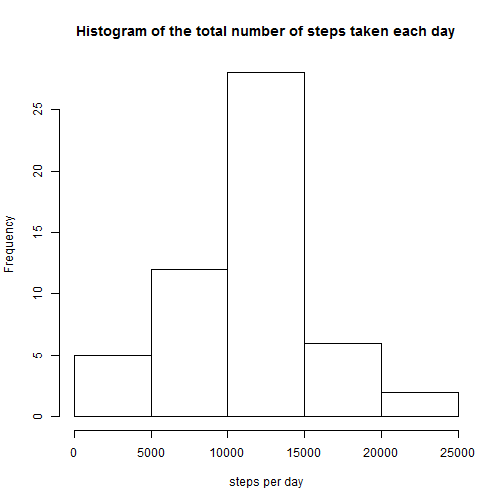 Histogram of the total number of steps taken each day
Frequency
25
20
15
10
5
0
0 5000 10000 15000 20000 25000
steps per day